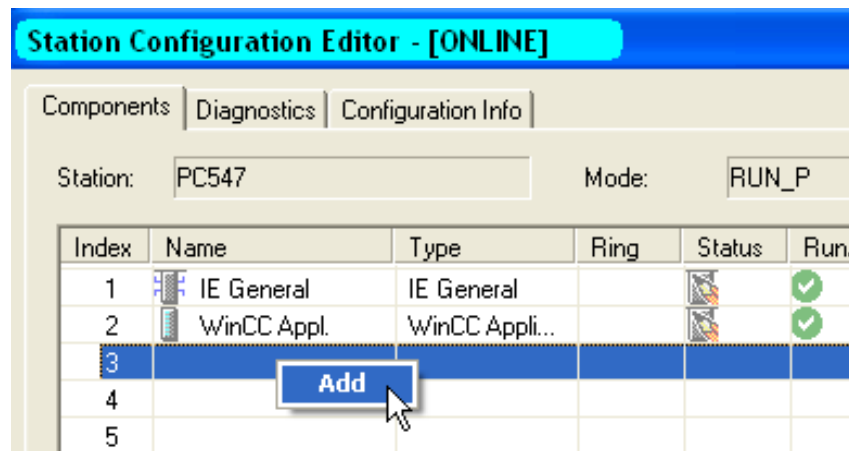 Station Configuration Editor - [ONLINE]
Components Diagnostics Configuration Info
Station: PC547 Mode: RUN_P
Index Name Type Ring Status Run
1 IE General IE General
2 WinCC Appl. WinCC Appli...
3
Add
4
5